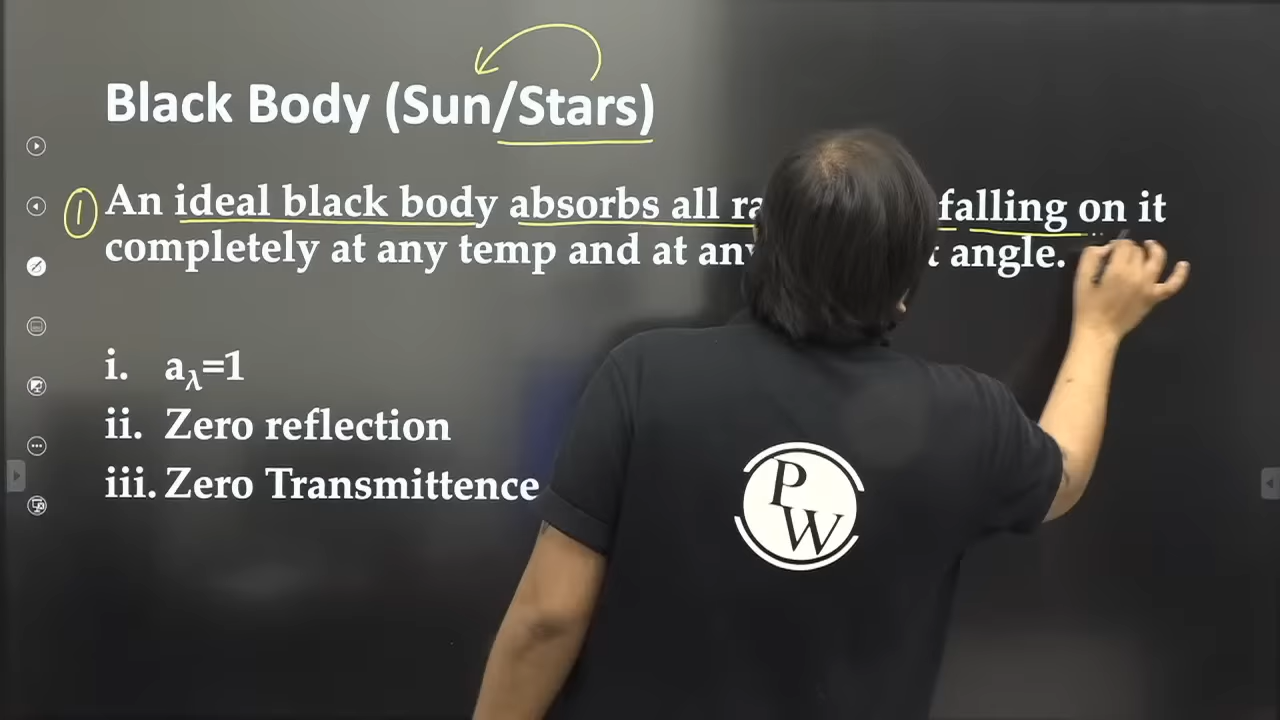 Black Body (Sun/Stars)
1 An ideal black body absorbs all ra falling on it
completely at any temp and at any angle.
i. aλ=1
ii. Zero reflection
iii. Zero Transmittence
P
W